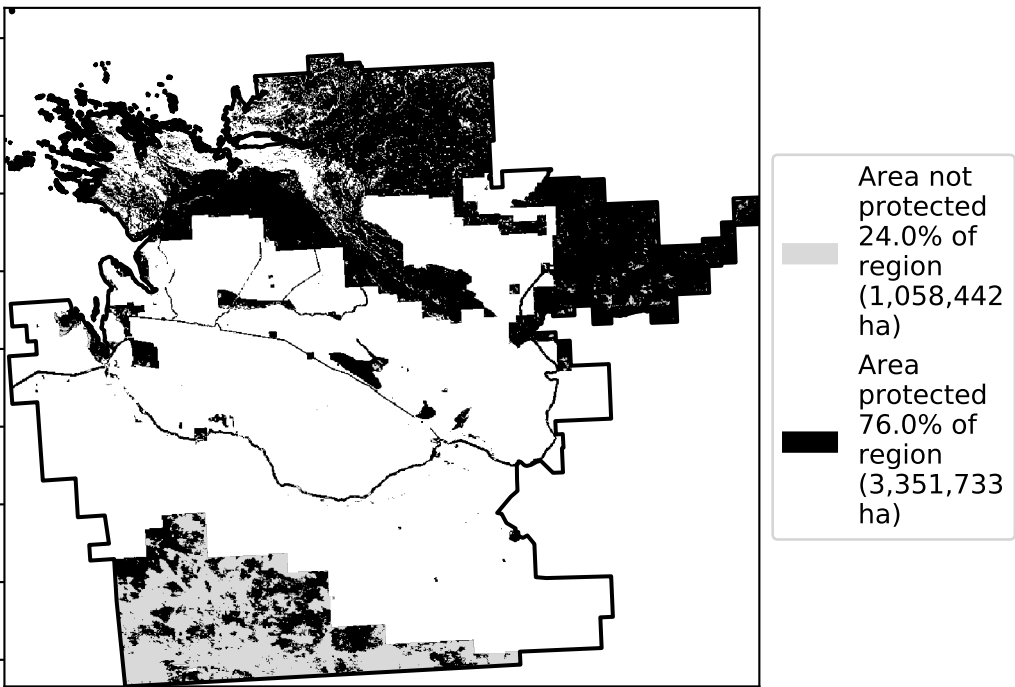 Area not
protected
24.0% of
region
(1,058,442
ha)
Area
protected
76.0% of
region
(3,351,733
ha)